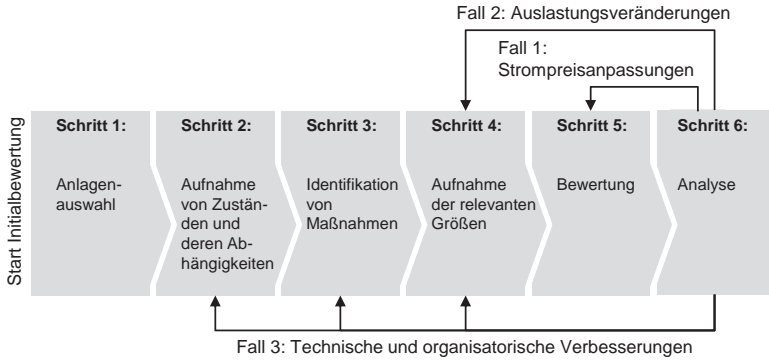 Fall 2: Auslastungsveränderungen
Fall 1:
Strompreisanpassungen
Start Initialbewertung
Schritt 1:
Anlagen-
auswahl
Schritt 2:
Aufnahme
von Zustän-
den und
deren Ab-
hängigkeiten
Schritt 3:
Identifikation
von
Maßnahmen
Schritt 4:
Aufnahme
der relevanten
Größen
Schritt 5:
Bewertung
Schritt 6:
Analyse
Fall 3: Technische und organisatorische Verbesserungen